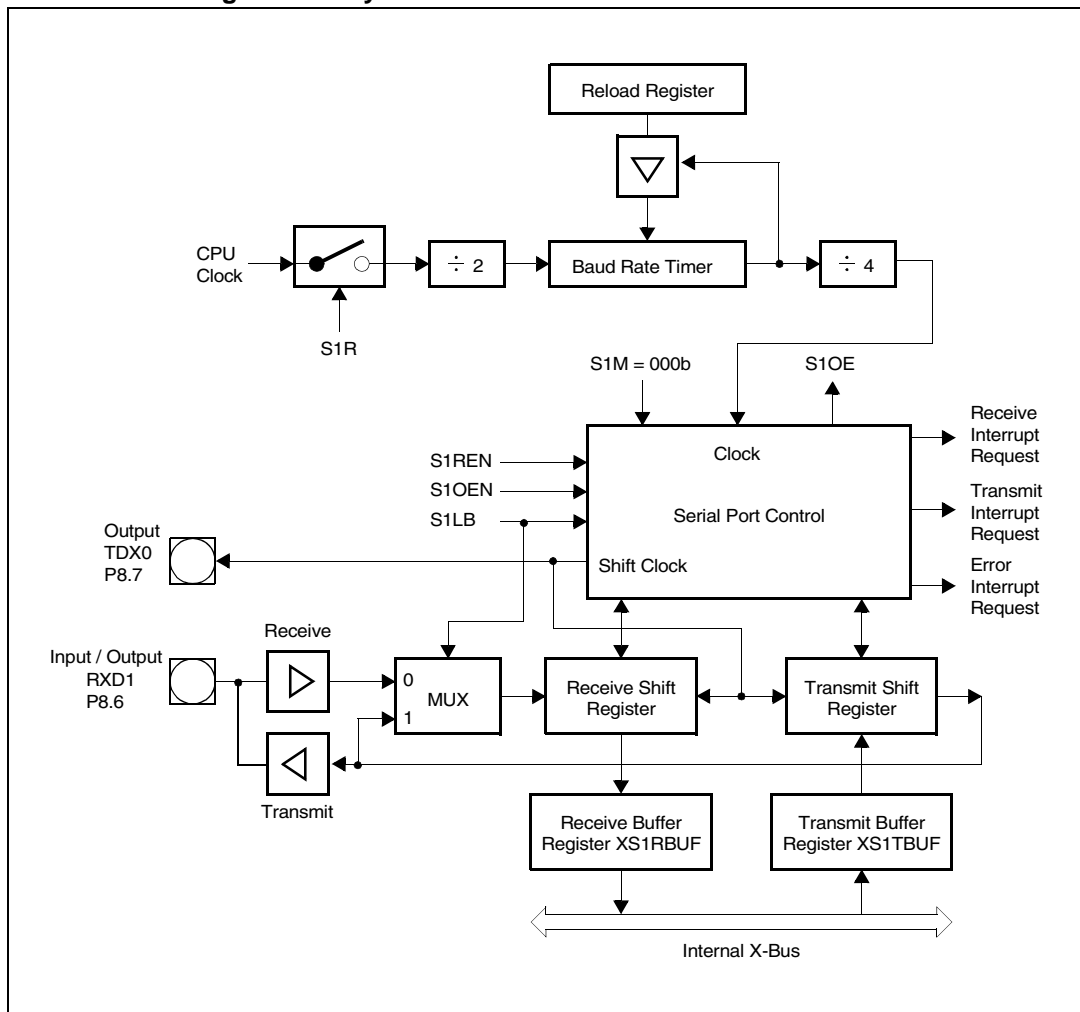 Reload Register
CPU
Clock
÷ 2
Baud Rate Timer
÷ 4
S1R
S1M = 000b
S1OE
Receive
Interrupt
Request
Clock
S1REN
S1OEN
S1LB
Serial Port Control
Transmit
Interrupt
Request
Output
TDX0
P8.7
Shift Clock
Error
Interrupt
Request
Receive
Input / Output
RXD1
P8.6
0
MUX
1
Receive Shift
Register
Transmit Shift
Register
Transmit
Receive Buffer
Register XS1RBUF
Transmit Buffer
Register XS1TBUF
Internal X-Bus